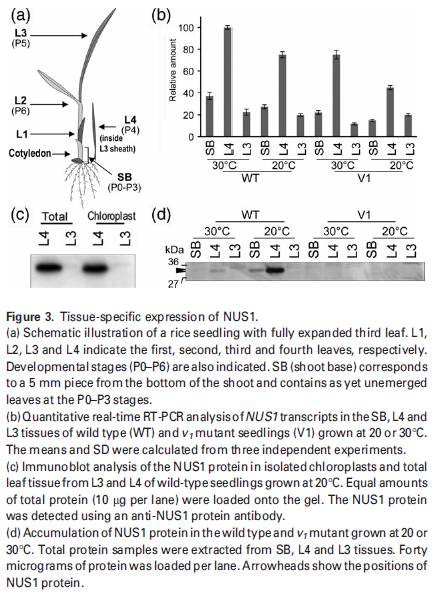 (a)
L3
(P5)
L2
(P6)
L4
(P4)
(inside
L3 sheath)
L1
Cotyledon
SB
(P0-P3)
(b)
Relative amount
100
80
60
40
20
0
SB L4 L3 SB L4 L3 SB L4 L3 SB L4 L3
30°C 20°C 30°C 20°C
WT V1
(c)
Total Chloroplast
L4 L3 L4 L3
(d)
WT V1
30°C 20°C 30°C 20°C
kDa SB L4 L3 SB L4 L3 SB L4 L3 SB L4 L3
36
27
Figure 3. Tissue-specific expression of NUS1.
(a) Schematic illustration of a rice seedling with fully expanded third leaf. L1,
L2, L3 and L4 indicate the first, second, third and fourth leaves, respectively.
Developmental stages (P0–P6) are also indicated. SB (shoot base) corresponds
to a 5 mm piece from the bottom of the shoot and contains as yet unemerged
leaves at the P0–P3 stages.
(b) Quantitative real-time RT-PCR analysis of NUS1 transcripts in the SB, L4 and
L3 tissues of wild type (WT) and v1 mutant seedlings (V1) grown at 20 or 30°C.
The means and SD were calculated from three independent experiments.
(c) Immunoblot analysis of the NUS1 protein in isolated chloroplasts and total
leaf tissue from L3 and L4 of wild-type seedlings grown at 20°C. Equal amounts
of total protein (10 μg per lane) were loaded onto the gel. The NUS1 protein
was detected using an anti-NUS1 protein antibody.
(d) Accumulation of NUS1 protein in the wild type and v1 mutant grown at 20 or
30°C. Total protein samples were extracted from SB, L4 and L3 tissues. Forty
micrograms of protein was loaded per lane. Arrowheads show the positions of
NUS1 protein.